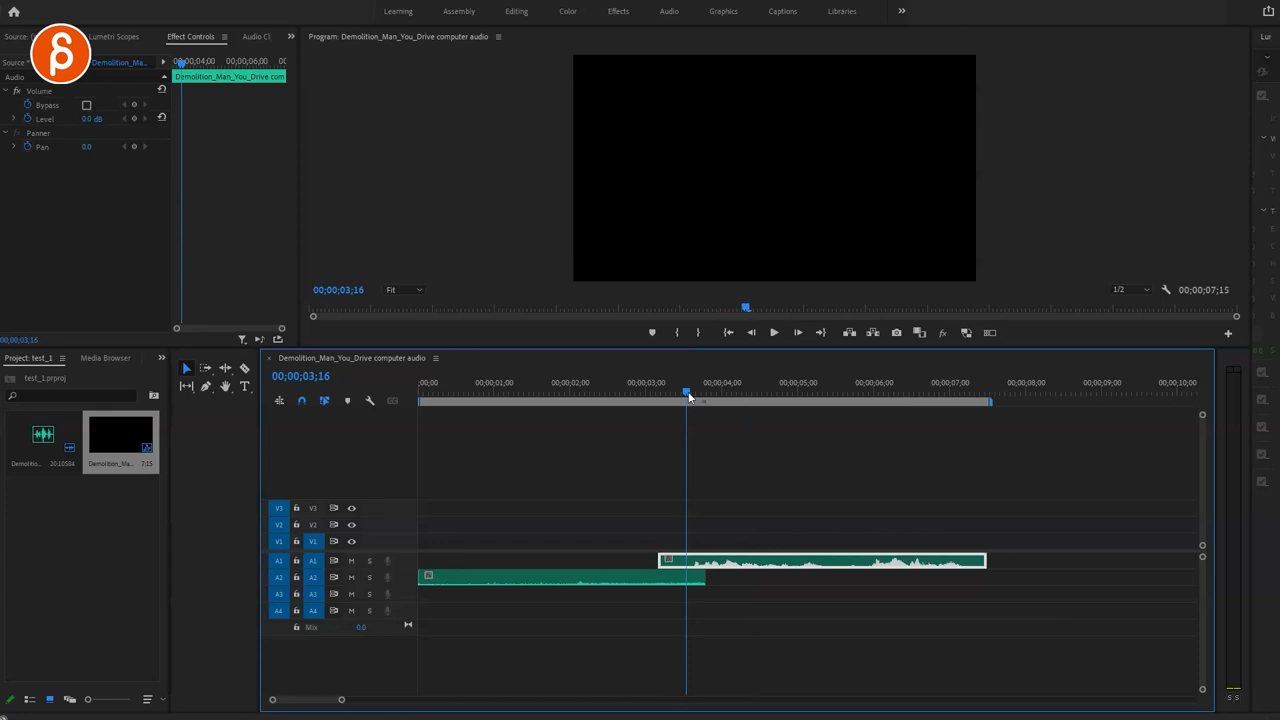 Learning Assembly Editing Color Effects Audio Graphics Captions Libraries
Source: Lumetri Scopes Effect Controls Audio Cl
Program: Demolition_Man_You_Drive computer audio
Lur
Source * Demolition_Ma...
00;00;04;00 00;00;06;00 00
Audio
Demolition_Man_You_Drive com
fx Volume
Bypass
Level 0.0 dB
Panner
Pan 0.0
00;00;03;16 Fit 1/2 00;00;07;15
00;00;03;16
Project: test_1 Media Browser
test_1.prproj
Demolitio... 20:10584
Demolition_Ma... 7:15
Demolition_Man_You_Drive computer audio
00;00;03;16
;00;00 00;00;01;00 00;00;02;00 00;00;03;00 00;00;04;00 00;00;05;00 00;00;06;00 00;00;07;00 00;00;08;00 00;00;09;00 00;00;10;00
V3 V3
V2 V2
V1 V1 V1
A1 A1 M S
A2 A2 M S
A3 A3 M S
A4 A4 M S
Mix 0.0
S S